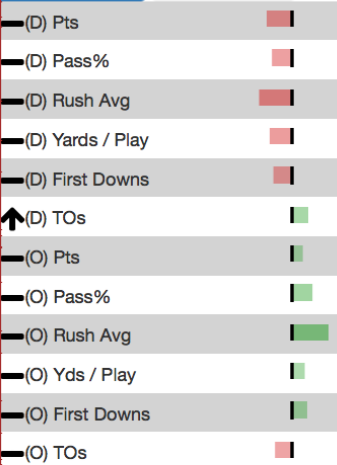 (D) Pts
(D) Pass%
(D) Rush Avg
(D) Yards / Play
(D) First Downs
(D) TOs
(O) Pts
(O) Pass%
(O) Rush Avg
(O) Yds / Play
(O) First Downs
(O) TOs